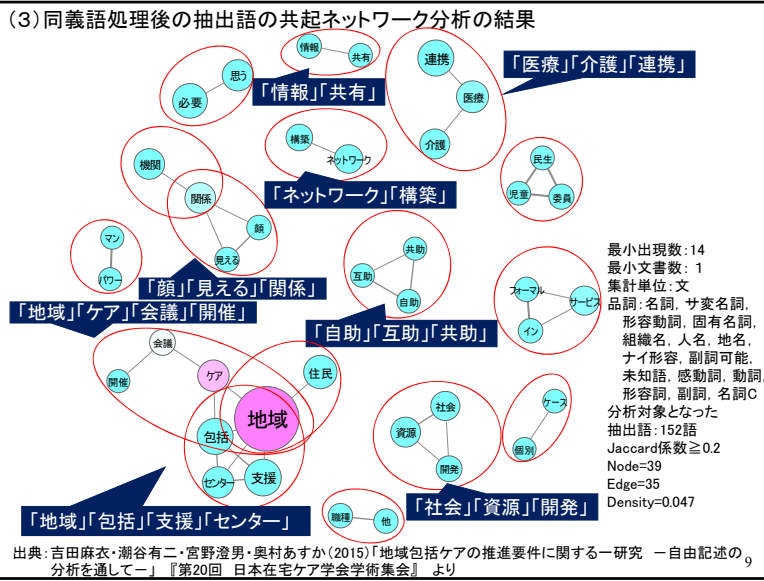 (3)同義語処理後の抽出語の共起ネットワーク分析の結果
情報
共有
思う
必要
「情報」「共有」
連携
医療
介護
「医療」「介護」「連携」
構築
ネットワーク
「ネットワーク」「構築」
機関
関係
顔
見える
「顔」「見える」「関係」
民生
児童
委員
マン
パワー
共助
互助
自助
「自助」「互助」「共助」
フォーマル
サービス
イン
「地域」「ケア」「会議」「開催」
会議
開催
ケア
住民
地域
包括
センター
支援
「地域」「包括」「支援」「センター」
社会
資源
開発
「社会」「資源」「開発」
ケース
個別
職種
他
最小出現数:14
最小文書数: 1
集計単位:文
品詞:名詞, サ変名詞,
形容動詞, 固有名詞,
組織名, 人名, 地名,
ナイ形容, 副詞可能,
未知語, 感動詞, 動詞,
形容詞, 副詞, 名詞C
分析対象となった
抽出語:152語
Jaccard係数≧0.2
Node=39
Edge=35
Density=0.047
出典:吉田麻衣・潮谷有二・宮野澄男・奥村あすか(2015)「地域包括ケアの推進要件に関する一研究 -自由記述の
分析を通して-」 『第20回 日本在宅ケア学会学術集会』 より
9